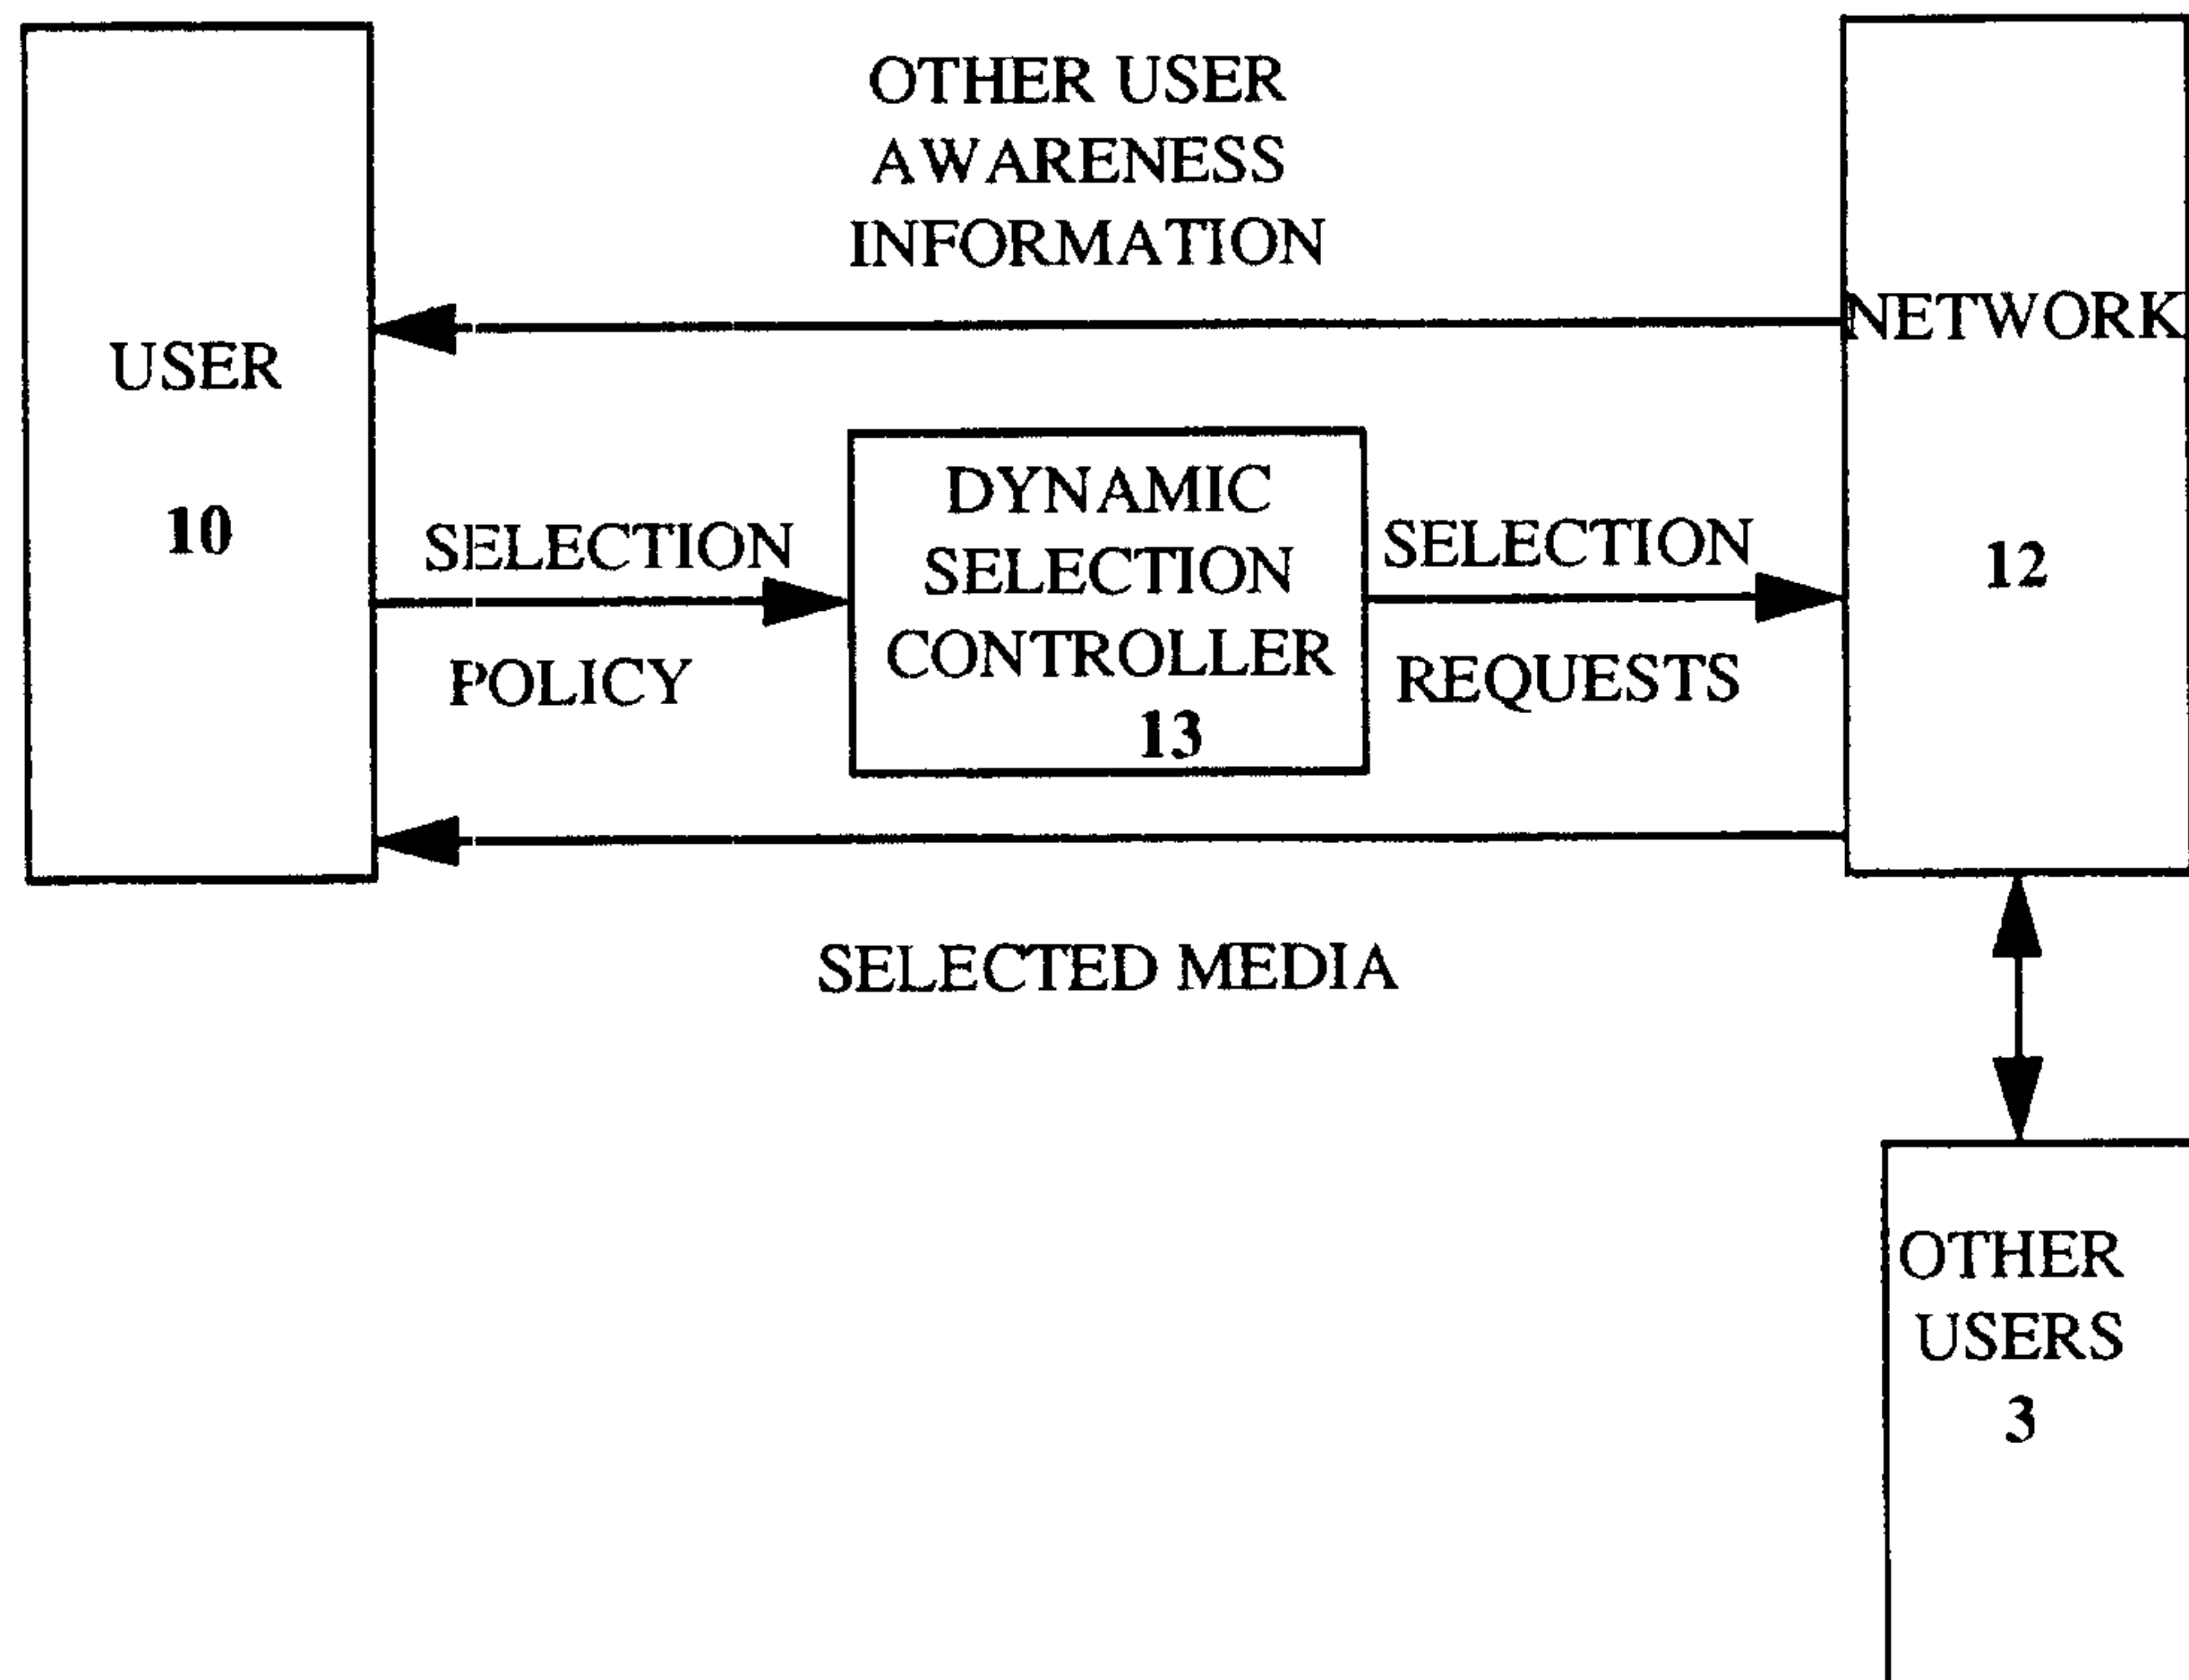 OTHER USER
AWARENESS
INFORMATION
USER
10
NETWORK
12
SELECTION
POLICY
DYNAMIC
SELECTION
CONTROLLER
13
SELECTION
REQUESTS
SELECTED MEDIA
OTHER
USERS
3